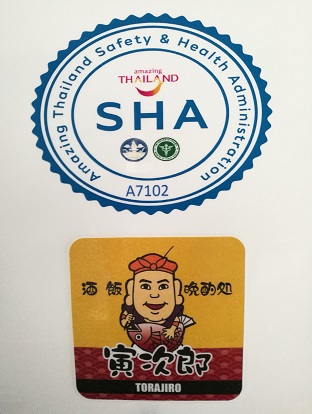 Amazing Thailand Safety & Health Administration
amazing
THAILAND
SHA
A7102
酒 飯 晩酌処
寅次郎
TORAJIRO